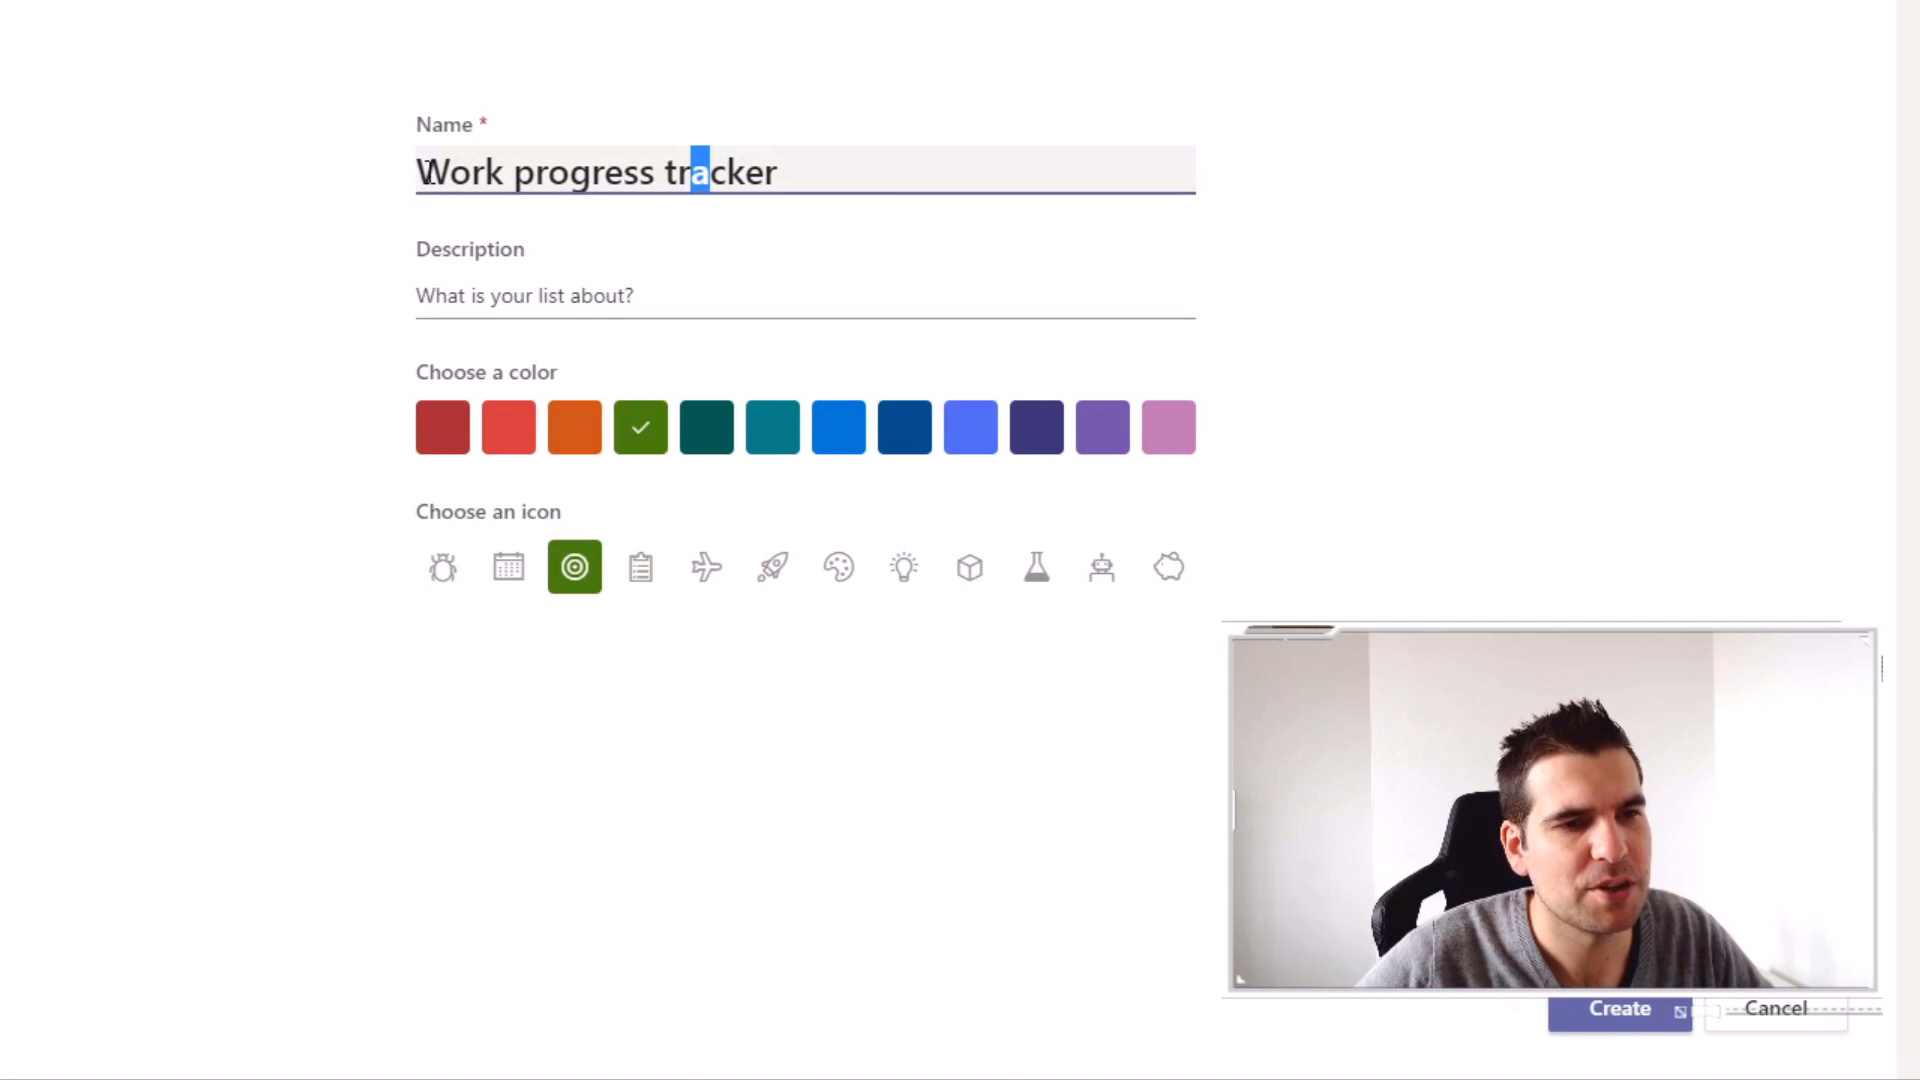 Name *
Work progress tracker
Description
What is your list about?
Choose a color
Choose an icon
Create
Cancel